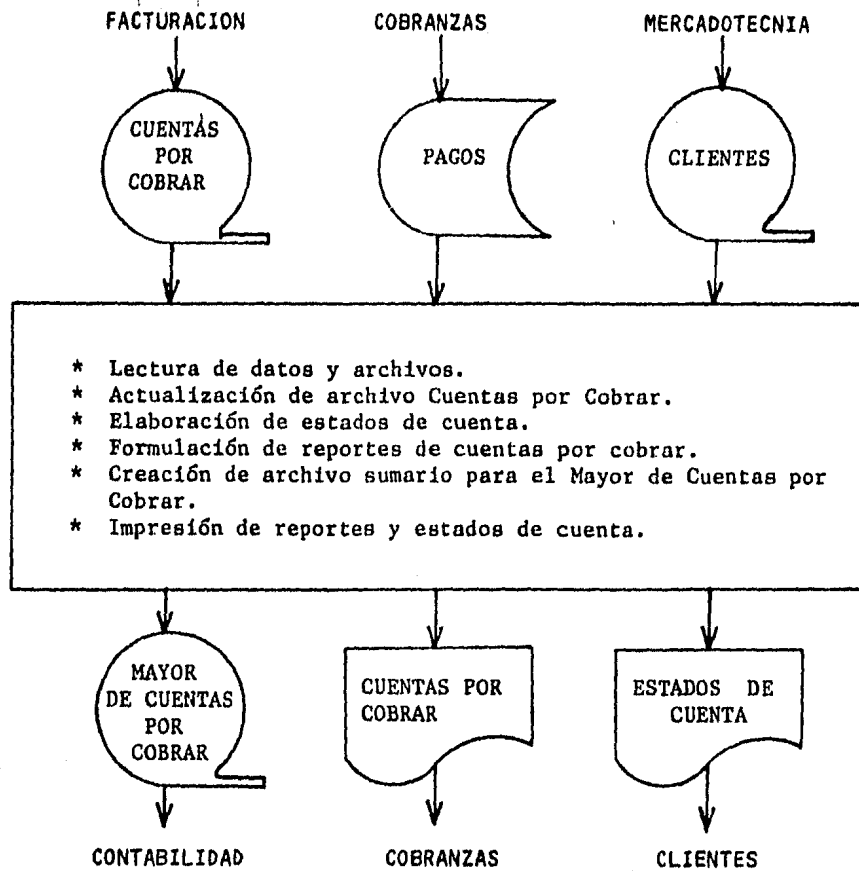 FACTURACION
COBRANZAS
MERCADOTECNIA
CUENTAS
POR
COBRAR
PAGOS
CLIENTES
* Lectura de datos y archivos.
* Actualización de archivo Cuentas por Cobrar.
* Elaboración de estados de cuenta.
* Formulación de reportes de cuentas por cobrar.
* Creación de archivo sumario para el Mayor de Cuentas por
Cobrar.
* Impresión de reportes y estados de cuenta.
MAYOR
DE CUENTAS
POR
COBRAR
CUENTAS POR
COBRAR
ESTADOS DE
CUENTA
CONTABILIDAD
COBRANZAS
CLIENTES